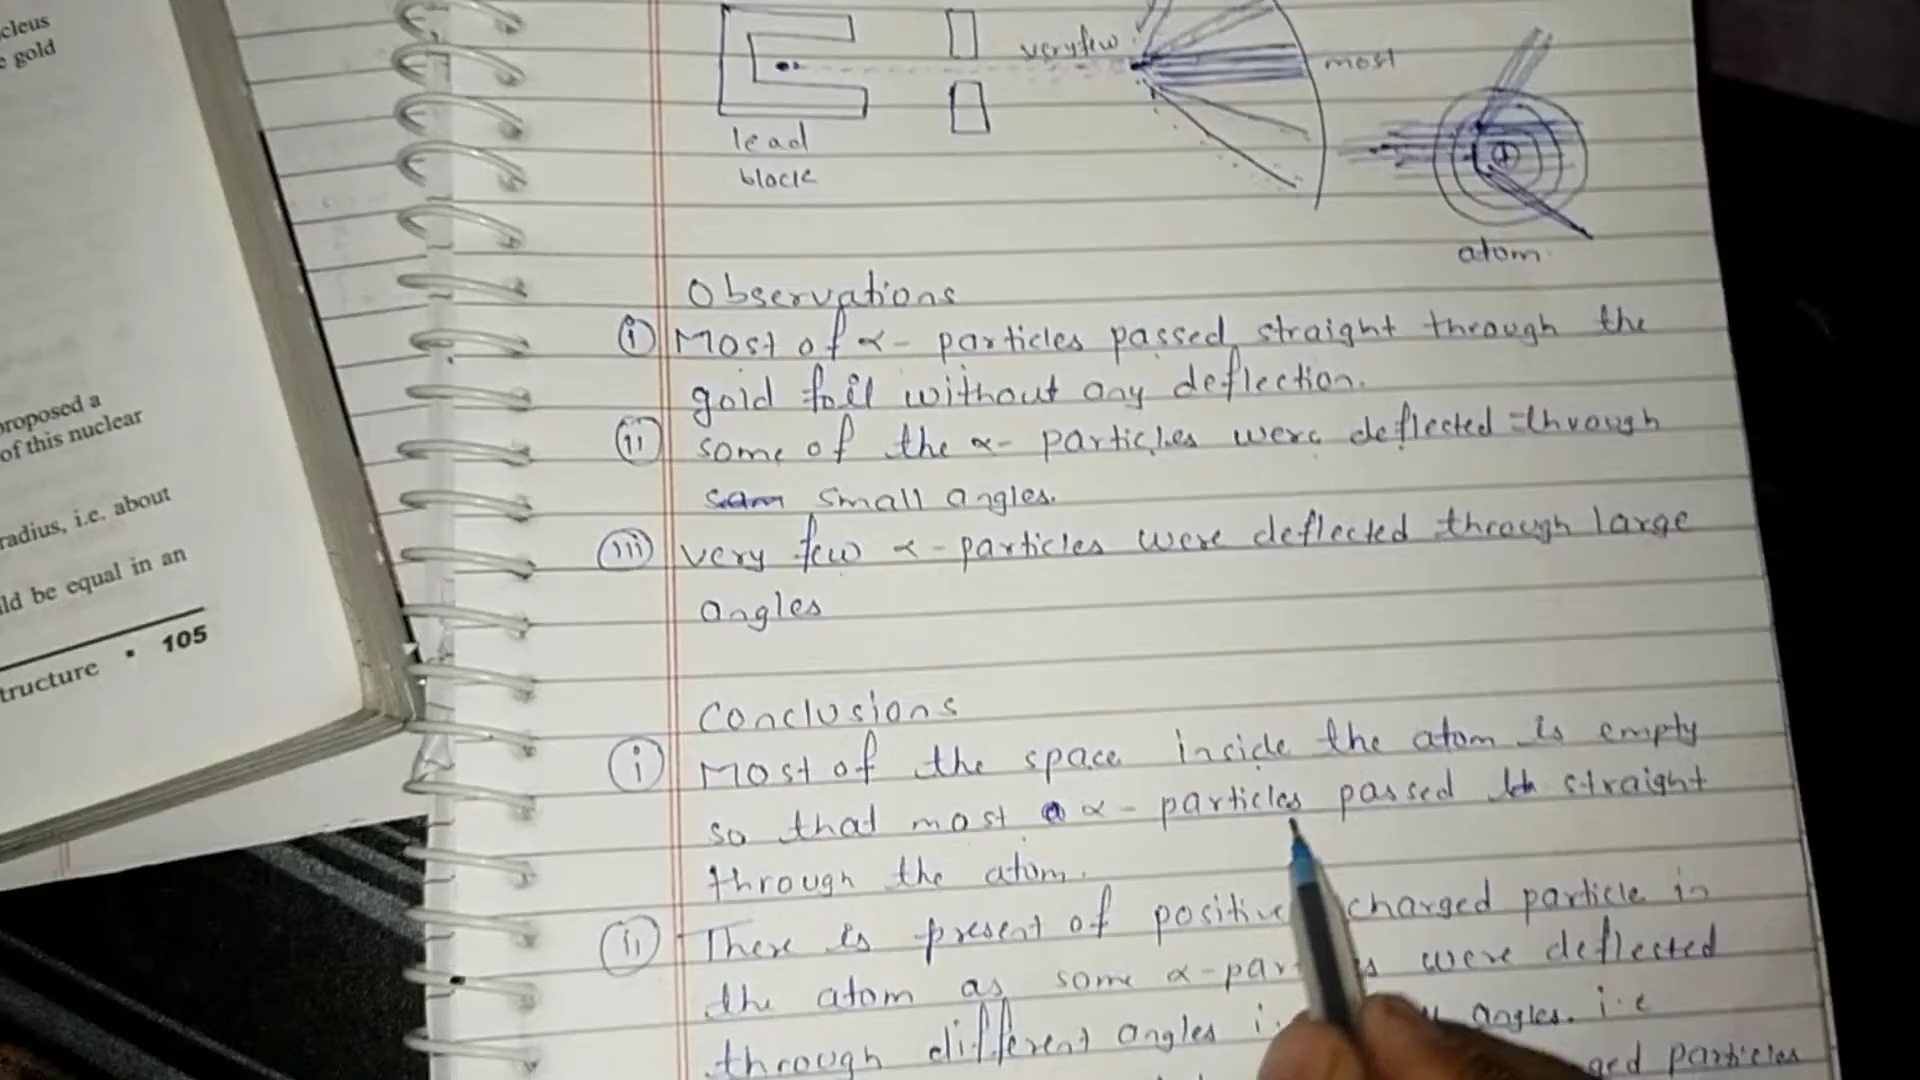 cleus
e gold
proposed a
of this nuclear
radius, i.e. about
ld be equal in an
tructure • 105
very few
most
lead
block
atom
Observations
(i) Most of α- particles passed straight through the
gold foil without any deflection.
(ii) some of the α- particles were deflected through
sam small angles.
(iii) very few α- particles were deflected through large
angles
Conclusions
(i) Most of the space inside the atom is empty
so that most α- particles passed th straight
through the atom.
(ii) There is present of positive charged particle in
the atom as some α-par s were deflected
through different angles angles. i.e
ged particles